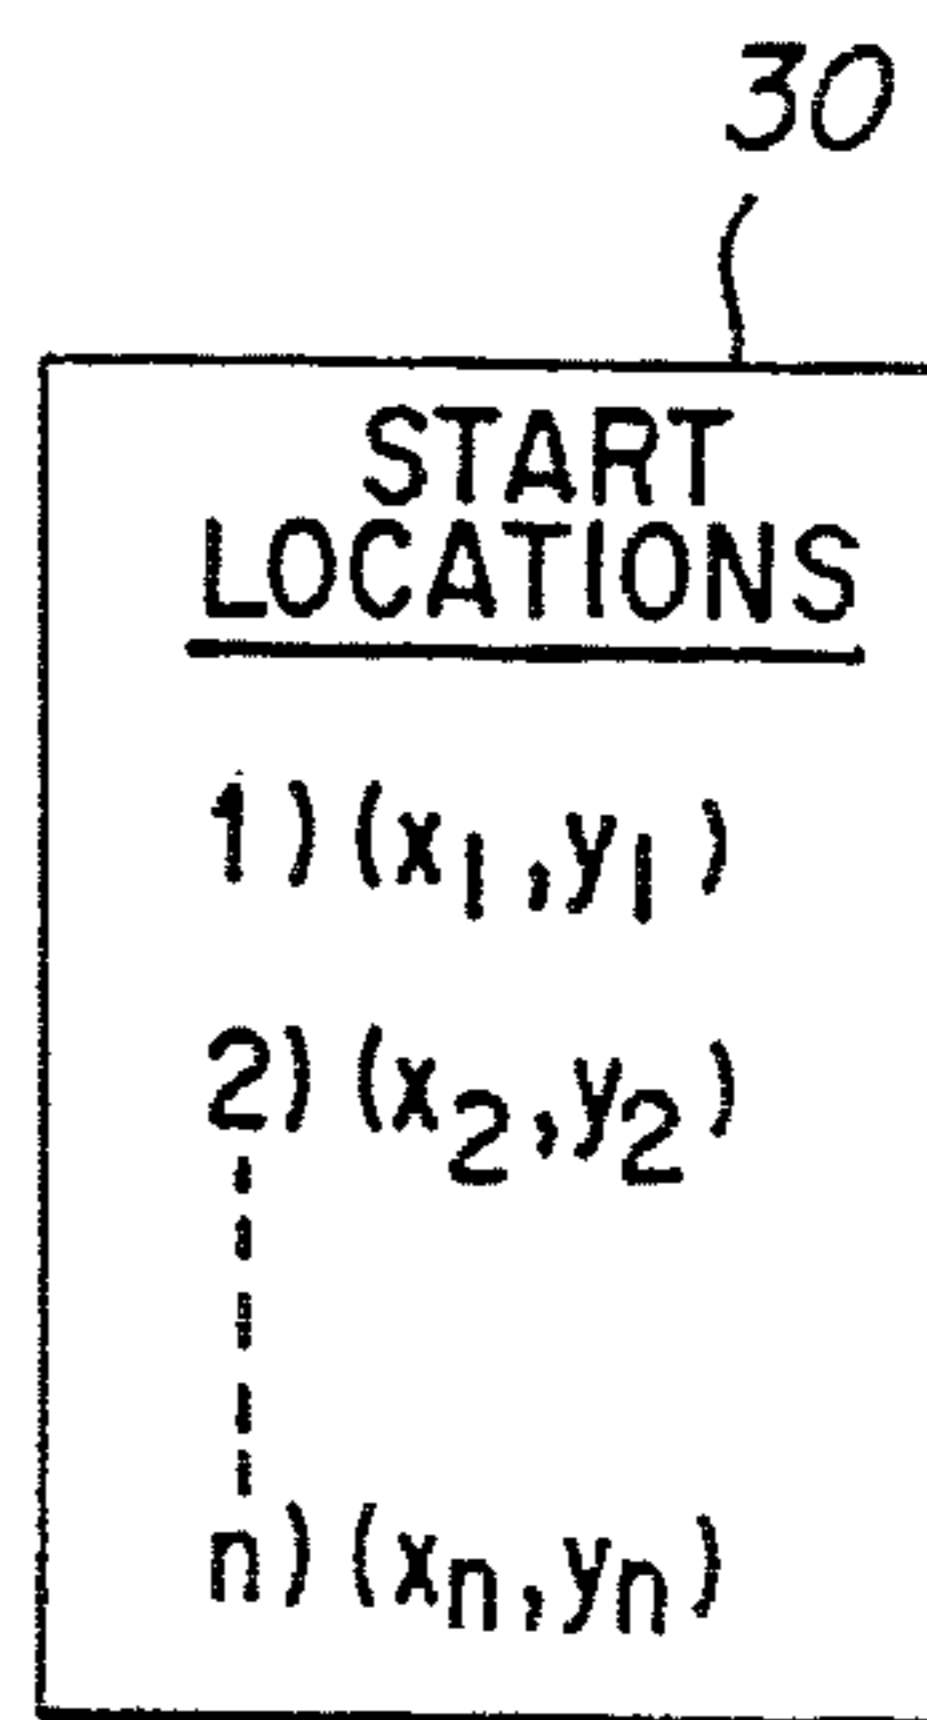 30
START
LOCATIONS
1) (x₁, y₁)
2) (x₂, y₂)
n) (xₙ, yₙ)